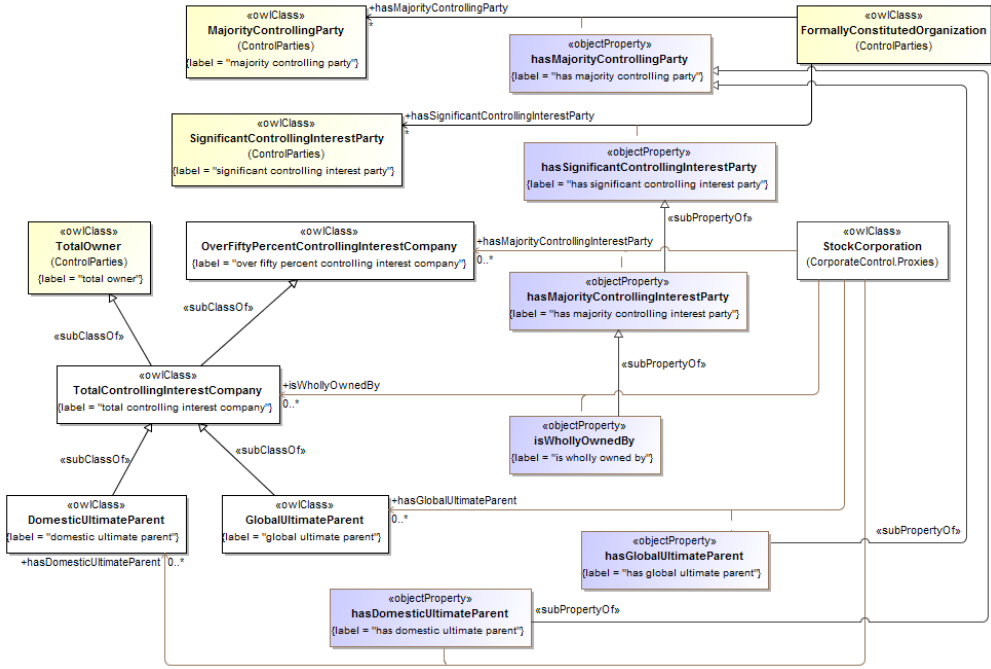 «owlClass»
MajorityControllingParty
(ControlParties)
{label = "majority controlling party"}
+hasMajorityControllingParty
*
«owlClass»
FormallyConstitutedOrganization
(ControlParties)
«objectProperty»
hasMajorityControllingParty
{label = "has majority controlling party"}
«owlClass»
SignificantControllingInterestParty
(ControlParties)
{label = "significant controlling interest party"}
+hasSignificantControllingInterestParty
*
«objectProperty»
hasSignificantControllingInterestParty
{label = "has significant controlling interest party"}
«subPropertyOf»
«owlClass»
TotalOwner
(ControlParties)
{label = "total owner"}
«owlClass»
OverFiftyPercentControllingInterestCompany
{label = "over fifty percent controlling interest company"}
+hasMajorityControllingInterestParty
0..*
«owlClass»
StockCorporation
(CorporateControl.Proxies)
«objectProperty»
hasMajorityControllingInterestParty
{label = "has majority controlling interest party"}
«subClassOf»
«subClassOf»
«subPropertyOf»
«owlClass»
TotalControllingInterestCompany
{label = "total controlling interest company"}
+isWhollyOwnedBy
0..*
«objectProperty»
isWhollyOwnedBy
{label = "is wholly owned by"}
«subClassOf»
«subClassOf»
«owlClass»
DomesticUltimateParent
{label = "domestic ultimate parent"}
«owlClass»
GlobalUltimateParent
{label = "global ultimate parent"}
+hasGlobalUltimateParent
0..*
«subPropertyOf»
«objectProperty»
hasGlobalUltimateParent
{label = "has global ultimate parent"}
+hasDomesticUltimateParent
0..*
«objectProperty»
hasDomesticUltimateParent
{label = "has domestic ultimate parent"}
«subPropertyOf»